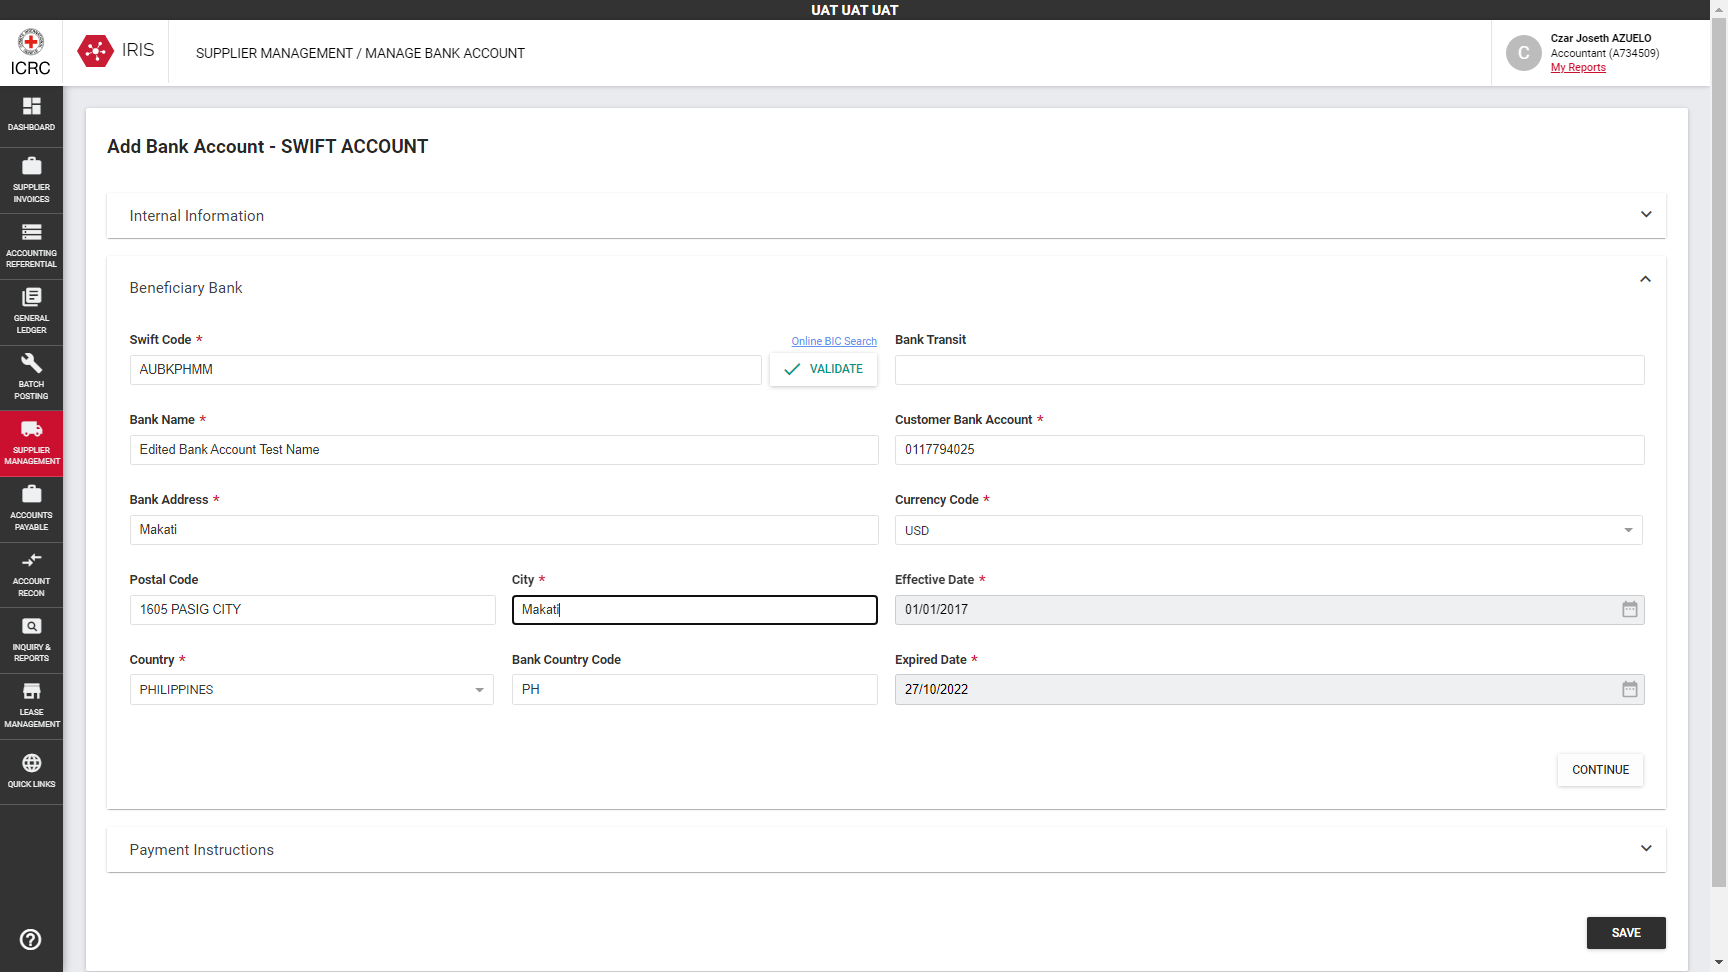 UAT UAT UAT
ICRC
IRIS
SUPPLIER MANAGEMENT / MANAGE BANK ACCOUNT
C
Czar Joseth AZUELO
Accountant (A734509)
My Reports
DASHBOARD
SUPPLIER
INVOICES
ACCOUNTING
REFERENTIAL
GENERAL
LEDGER
BATCH
POSTING
SUPPLIER
MANAGEMENT
ACCOUNTS
PAYABLE
ACCOUNT
RECON
INQUIRY &
REPORTS
LEASE
MANAGEMENT
QUICK LINKS
Add Bank Account - SWIFT ACCOUNT
Internal Information
Beneficiary Bank
Swift Code *
Online BIC Search
AUBKPHMM
VALIDATE
Bank Transit
Bank Name *
Edited Bank Account Test Name
Customer Bank Account *
0117794025
Bank Address *
Makati
Currency Code *
USD
Postal Code
1605 PASIG CITY
City *
Makati
Effective Date *
01/01/2017
Country *
PHILIPPINES
Bank Country Code
PH
Expired Date *
27/10/2022
CONTINUE
Payment Instructions
SAVE